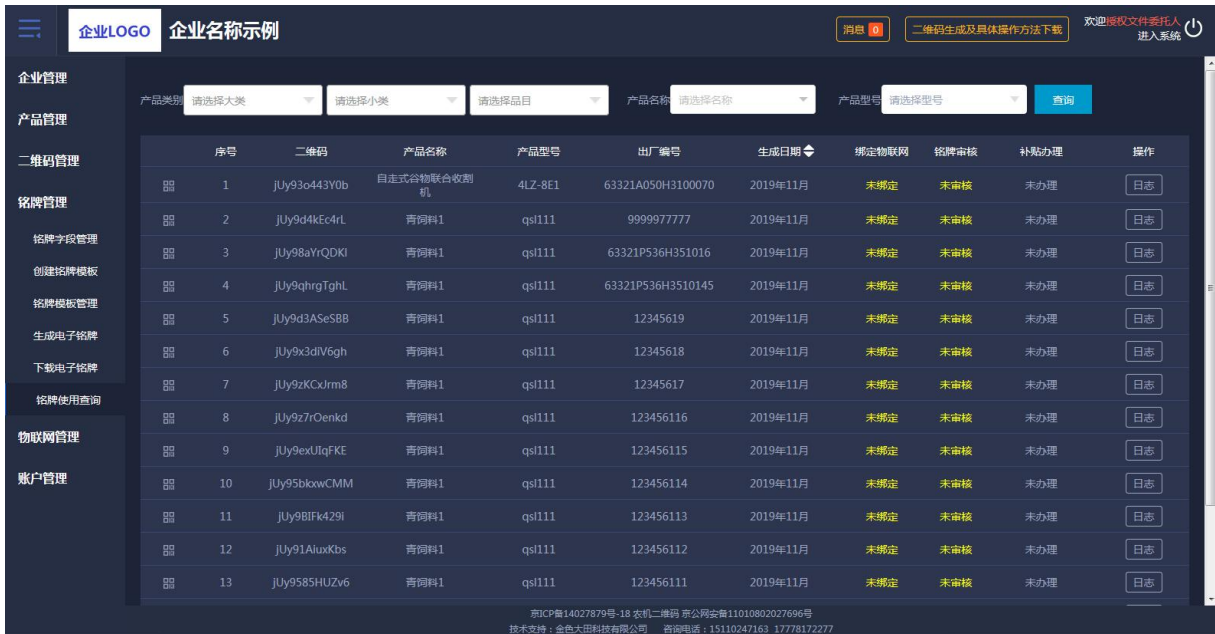 企业LOGO 企业名称示例 消息 0 二维码生成及具体操作方法下载 欢迎授权文件委托人
进入系统
企业管理
产品管理
二维码管理
铭牌管理
铭牌字段管理
创建铭牌模板
铭牌模板管理
生成电子铭牌
下载电子铭牌
铭牌使用查询
物联网管理
账户管理
产品类别 请选择大类 请选择小类 请选择品目 产品名称 请选择名称 产品型号 请选择型号 查询
序号 二维码 产品名称 产品型号 出厂编号 生成日期 绑定物联网 铭牌审核 补贴办理 操作
1 jUy93o443Y0b 自走式谷物联合收割机 4LZ-8E1 63321A050H3100070 2019年11月 未绑定 未审核 未办理 日志
2 jUy9d4kEc4rL 青饲料1 qsl111 9999977777 2019年11月 未绑定 未审核 未办理 日志
3 jUy98aYrQDKl 青饲料1 qsl111 63321P536H351016 2019年11月 未绑定 未审核 未办理 日志
4 jUy9qhrgTghL 青饲料1 qsl111 63321P536H3510145 2019年11月 未绑定 未审核 未办理 日志
5 jUy9d3ASeSBB 青饲料1 qsl111 12345619 2019年11月 未绑定 未审核 未办理 日志
6 jUy9x3diV6gh 青饲料1 qsl111 12345618 2019年11月 未绑定 未审核 未办理 日志
7 jUy9zKCxJrm8 青饲料1 qsl111 12345617 2019年11月 未绑定 未审核 未办理 日志
8 jUy9z7rOenkd 青饲料1 qsl111 123456116 2019年11月 未绑定 未审核 未办理 日志
9 jUy9exUIqFKE 青饲料1 qsl111 123456115 2019年11月 未绑定 未审核 未办理 日志
10 jUy95bkxwCMM 青饲料1 qsl111 123456114 2019年11月 未绑定 未审核 未办理 日志
11 jUy9BIFk429i 青饲料1 qsl111 123456113 2019年11月 未绑定 未审核 未办理 日志
12 jUy91AiuxKbs 青饲料1 qsl111 123456112 2019年11月 未绑定 未审核 未办理 日志
13 jUy9585HUZv6 青饲料1 qsl111 123456111 2019年11月 未绑定 未审核 未办理 日志
京ICP备14027879号-18 农机二维码 京公网安备11010802027696号
技术支持：金色大田科技有限公司 咨询电话：15110247163 17778172277